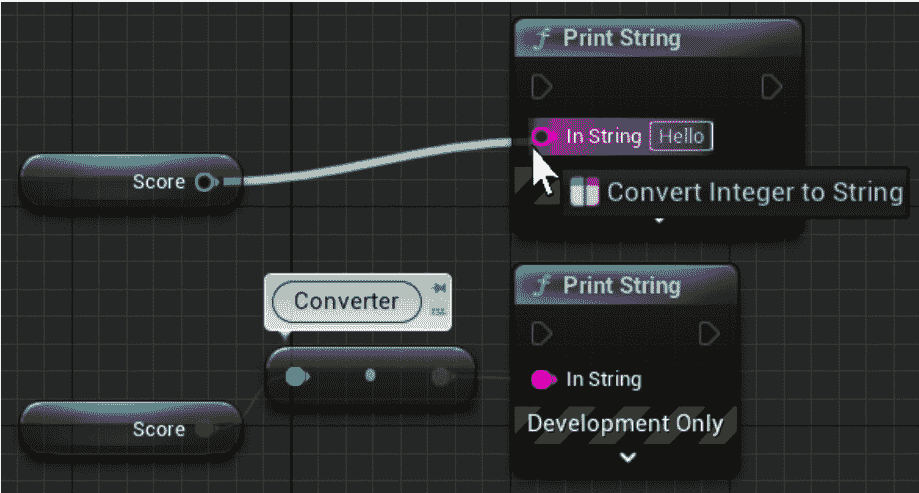 f Print String
In String Hello
Score
Convert Integer to String
Converter
f Print String
In String
Score
Development Only